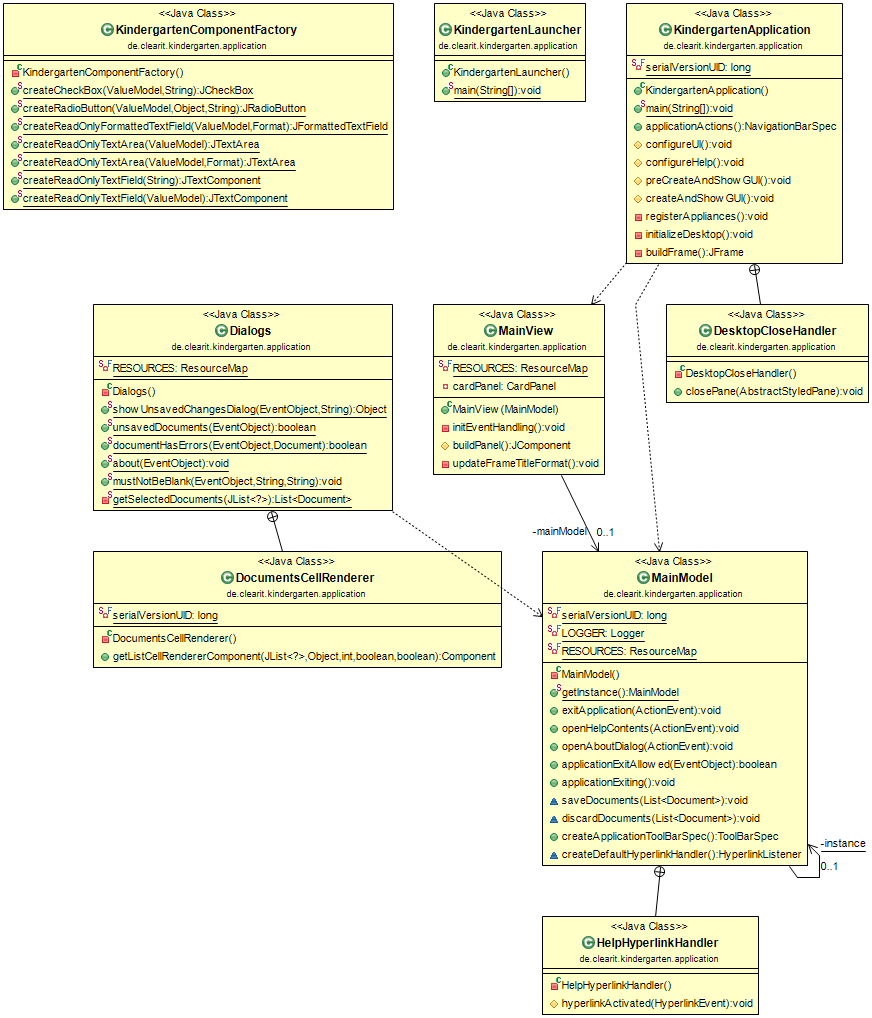 <<Java Class>>
KindergartenComponentFactory
de.clearit.kindergarten.application
KindergartenComponentFactory()
createCheckBox(ValueModel,String):JCheckBox
createRadioButton(ValueModel,Object,String):JRadioButton
createReadOnlyFormattedTextField(ValueModel,Format):JFormattedTextField
createReadOnlyTextArea(ValueModel):JTextArea
createReadOnlyTextArea(ValueModel,Format):JTextArea
createReadOnlyTextField(String):JTextComponent
createReadOnlyTextField(ValueModel):JTextComponent
<<Java Class>>
KindergartenLauncher
de.clearit.kindergarten.application
KindergartenLauncher()
main(String[]):void
<<Java Class>>
KindergartenApplication
de.clearit.kindergarten.application
serialVersionUID: long
KindergartenApplication()
main(String[]):void
applicationActions():NavigationBarSpec
configureUI():void
configureHelp():void
preCreateAndShowGUI():void
createAndShowGUI():void
registerAppliances():void
initializeDesktop():void
buildFrame():JFrame
<<Java Class>>
Dialogs
de.clearit.kindergarten.application
RESOURCES: ResourceMap
Dialogs()
showUnsavedChangesDialog(EventObject,String):Object
unsavedDocuments(EventObject):boolean
documentHasErrors(EventObject,Document):boolean
about(EventObject):void
mustNotBeBlank(EventObject,String,String):void
getSelectedDocuments(JList<?>):List<Document>
<<Java Class>>
MainView
de.clearit.kindergarten.application
RESOURCES: ResourceMap
cardPanel: CardPanel
MainView(MainModel)
initEventHandling():void
buildPanel():JComponent
updateFrameTitleFormat():void
<<Java Class>>
DesktopCloseHandler
de.clearit.kindergarten.application
DesktopCloseHandler()
closePane(AbstractStyledPane):void
-mainModel 0..1
<<Java Class>>
DocumentsCellRenderer
de.clearit.kindergarten.application
serialVersionUID: long
DocumentsCellRenderer()
getListCellRendererComponent(JList<?>,Object,int,boolean,boolean):Component
<<Java Class>>
MainModel
de.clearit.kindergarten.application
serialVersionUID: long
LOGGER: Logger
RESOURCES: ResourceMap
MainModel()
getInstance():MainModel
exitApplication(ActionEvent):void
openHelpContents(ActionEvent):void
openAboutDialog(ActionEvent):void
applicationExitAllowed(EventObject):boolean
applicationExiting():void
saveDocuments(List<Document>):void
discardDocuments(List<Document>):void
createApplicationToolBarSpec():ToolBarSpec
createDefaultHyperlinkHandler():HyperlinkListener
-instance
0..1
<<Java Class>>
HelpHyperlinkHandler
de.clearit.kindergarten.application
HelpHyperlinkHandler()
hyperlinkActivated(HyperlinkEvent):void